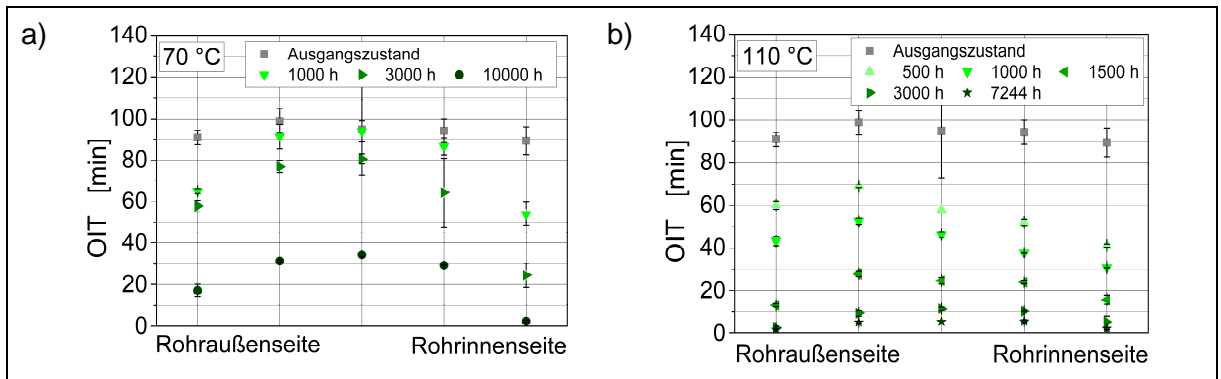 a)
70 °C
Ausgangszustand
1000 h 3000 h 10000 h
OIT [min]
140
120
100
80
60
40
20
0
Rohraußenseite Rohrinnenseite
b)
110 °C
Ausgangszustand
500 h 1000 h 1500 h
3000 h 7244 h
OIT [min]
140
120
100
80
60
40
20
0
Rohraußenseite Rohrinnenseite